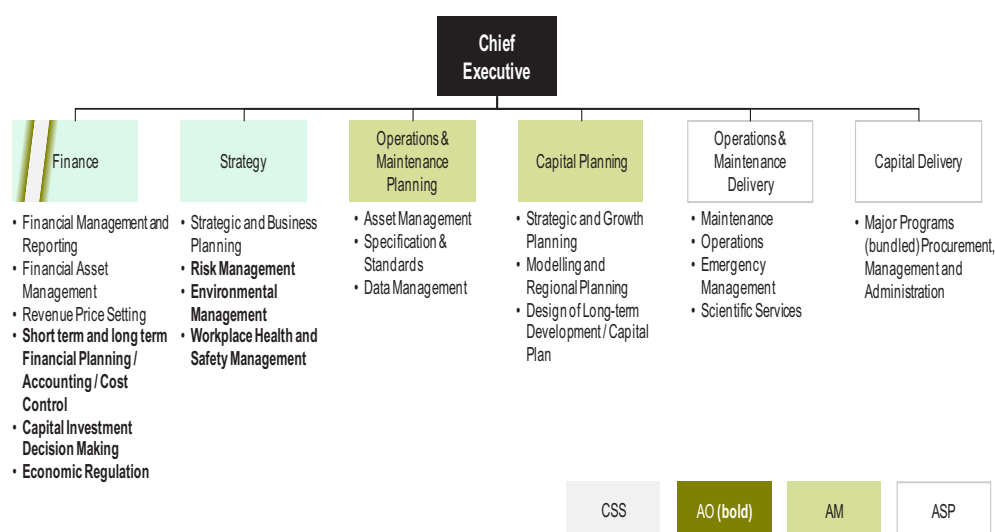 Chief
Executive
Finance
Strategy
Operations &
Maintenance
Planning
Capital Planning
Operations &
Maintenance
Delivery
Capital Delivery
• Financial Management and
Reporting
• Financial Asset
Management
• Revenue Price Setting
• Short term and long term
Financial Planning /
Accounting / Cost
Control
• Capital Investment
Decision Making
• Economic Regulation
• Strategic and Business
Planning
• Risk Management
• Environmental
Management
• Workplace Health and
Safety Management
• Asset Management
• Specification &
Standards
• Data Management
• Strategic and Growth
Planning
• Modelling and
Regional Planning
• Design of Long-term
Development / Capital
Plan
• Maintenance
• Operations
• Emergency
Management
• Scientific Services
• Major Programs
(bundled) Procurement,
Management and
Administration
CSS
AO (bold)
AM
ASP